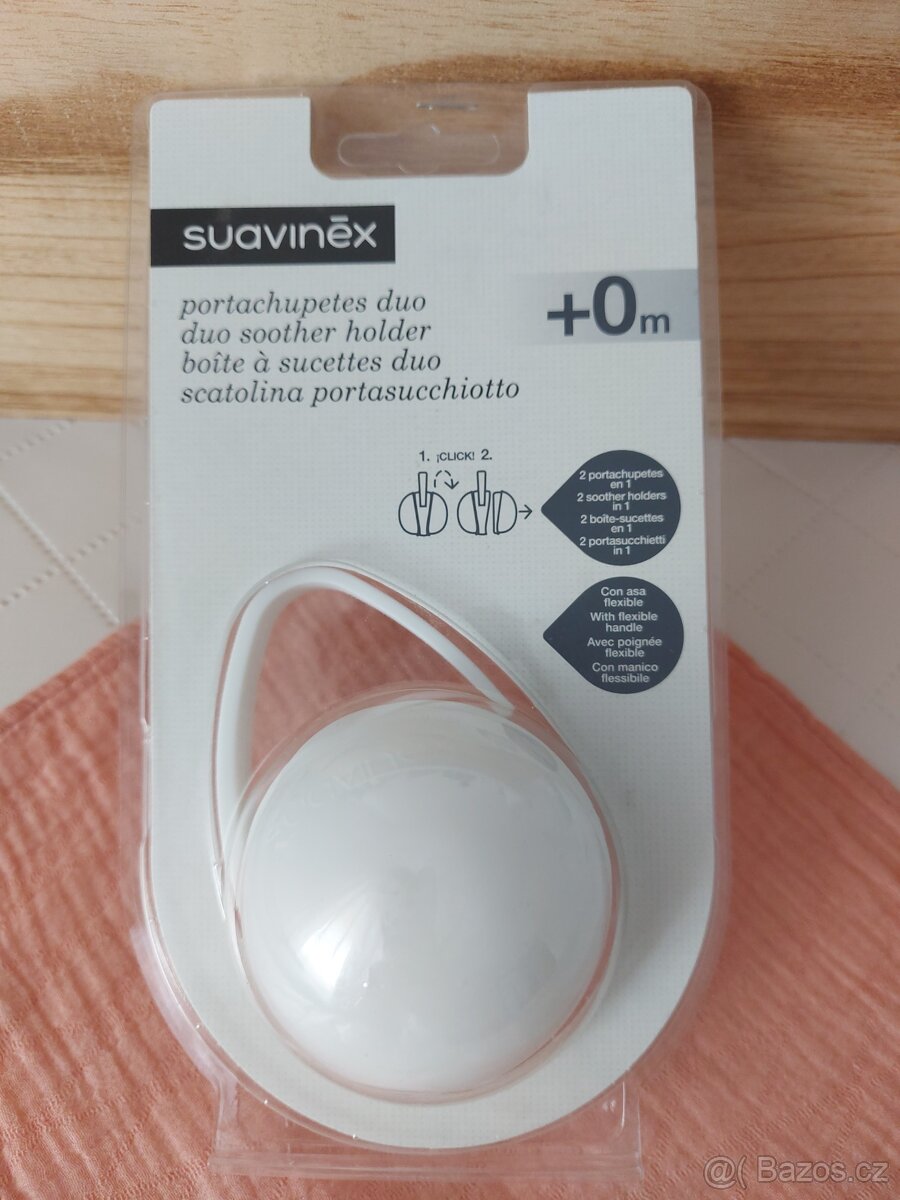 suavinēx
portachupetes duo
duo soother holder
boîte à sucettes duo
scatolina portasucchiotto
+0m
1. ¡CLICK! 2.
2 portachupetes
en 1
2 soother holders
in 1
2 boîte-sucettes
en 1
2 portasucchietti
in 1
Con asa
flexible
With flexible
handle
Avec poignée
flexible
Con manico
flessibile
@( Bazos.cz